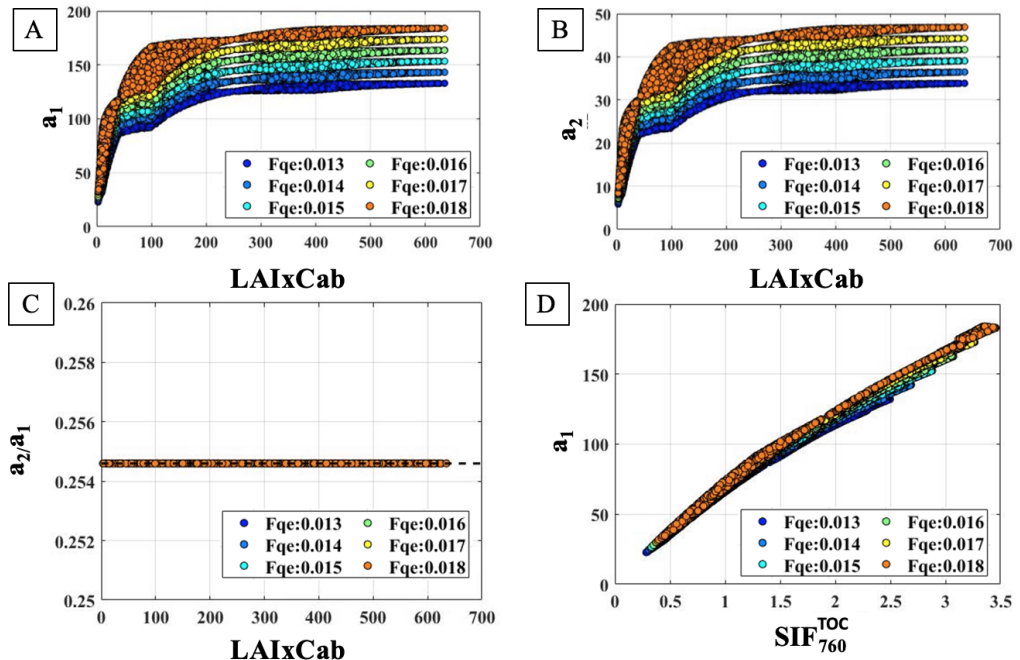 A
200
150
100
50
0
a1
0 100 200 300 400 500 600 700
LAIxCab
Fqe:0.013 Fqe:0.016
Fqe:0.014 Fqe:0.017
Fqe:0.015 Fqe:0.018
B
50
40
30
20
10
0
a2
0 100 200 300 400 500 600 700
LAIxCab
Fqe:0.013 Fqe:0.016
Fqe:0.014 Fqe:0.017
Fqe:0.015 Fqe:0.018
C
0.26
0.258
0.256
0.254
0.252
0.25
a2/a1
0 100 200 300 400 500 600 700
LAIxCab
Fqe:0.013 Fqe:0.016
Fqe:0.014 Fqe:0.017
Fqe:0.015 Fqe:0.018
D
200
150
100
50
0
a1
0 0.5 1 1.5 2 2.5 3 3.5
SIF760TOC
Fqe:0.013 Fqe:0.016
Fqe:0.014 Fqe:0.017
Fqe:0.015 Fqe:0.018